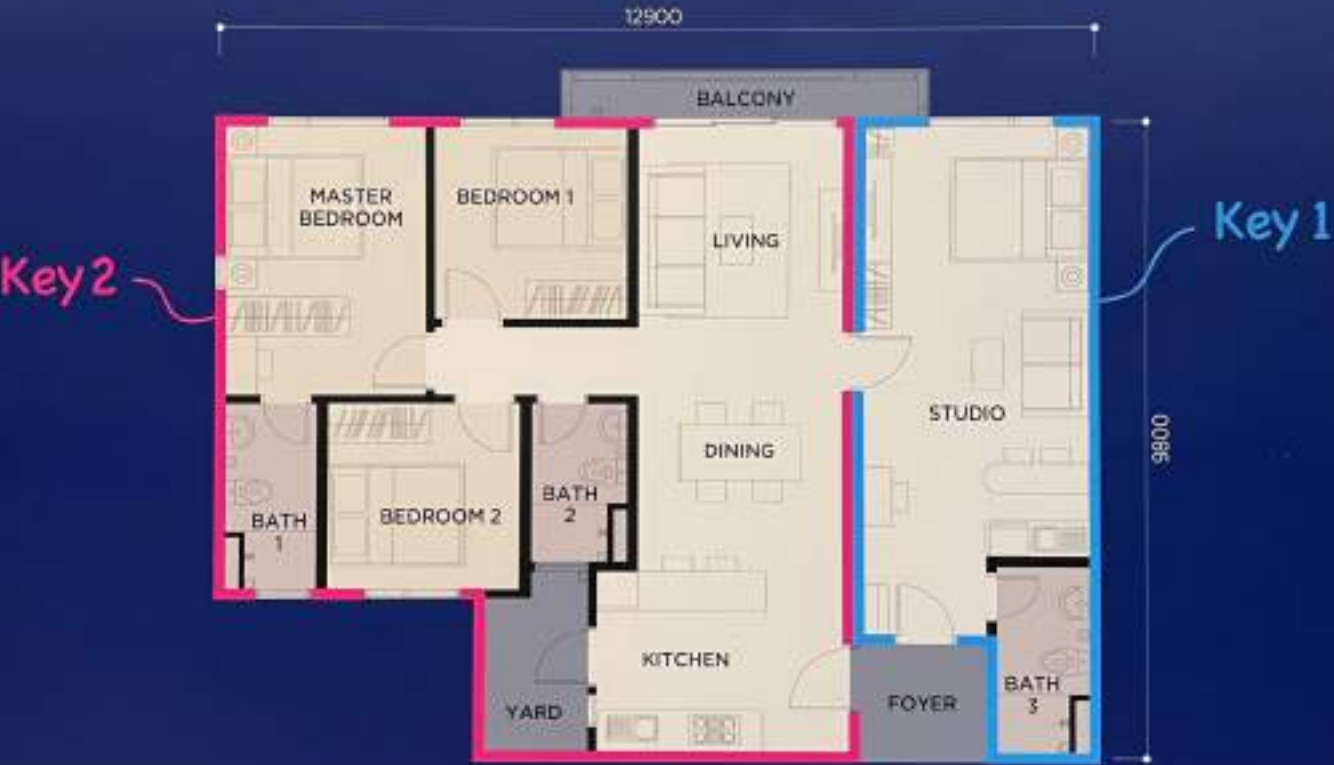 12900
BALCONY
MASTER
BEDROOM
BEDROOM 1
LIVING
Key 1
Key 2
STUDIO
9800
DINING
BATH
1
BEDROOM 2
BATH
2
KITCHEN
YARD
FOYER
BATH
3